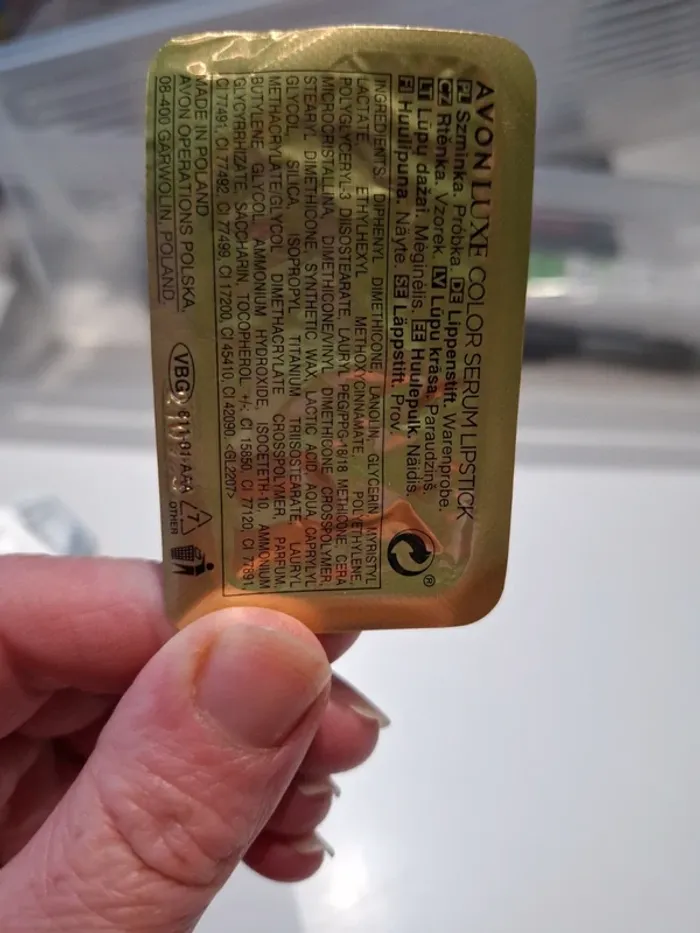 AVON LUXE COLOR SERUM LIPSTICK
PL Szminka. Próbka. DE Lippenstift. Warenprobe.
CZ Rtěnka. Vzorek. LV Lūpu krāsa. Paraudziņš.
LT Lūpų dažai. Mėginėlis. EE Huulepulk. Näidis.
FI Huulipuna. Näyte. SE Läppstift. Prov.
®
INGREDIENTS: DIPHENYL DIMETHICONE, LANOLIN, GLYCERIN, MYRISTYL
LACTATE, ETHYLHEXYL METHOXYCINNAMATE, POLYETHYLENE,
POLYGLYCERYL-3 DIISOSTEARATE, LAURYL PEG/PPG-18/18 METHICONE, CERA
MICROCRISTALLINA, DIMETHICONE/VINYL DIMETHICONE CROSSPOLYMER,
STEARYL DIMETHICONE, SYNTHETIC WAX, LACTIC ACID, AQUA, CAPRYLYL
GLYCOL, SILICA, ISOPROPYL TITANIUM TRIISOSTEARATE, LAURYL
METHACRYLATE/GLYCOL DIMETHACRYLATE CROSSPOLYMER, PARFUM,
BUTYLENE GLYCOL, AMMONIUM HYDROXIDE, ISOCETETH-10, AMMONIUM
GLYCYRRHIZATE, SACCHARIN, TOCOPHEROL, +/-: CI 15850, CI 77120, CI 77891,
CI 77491, CI 77492, CI 77499, CI 17200, CI 45410, CI 42090, <GL2207>
MADE IN POLAND
AVON OPERATIONS POLSKA,
08-400 GARWOLIN, POLAND.
VBG 611-01-AAA
7
OTHER